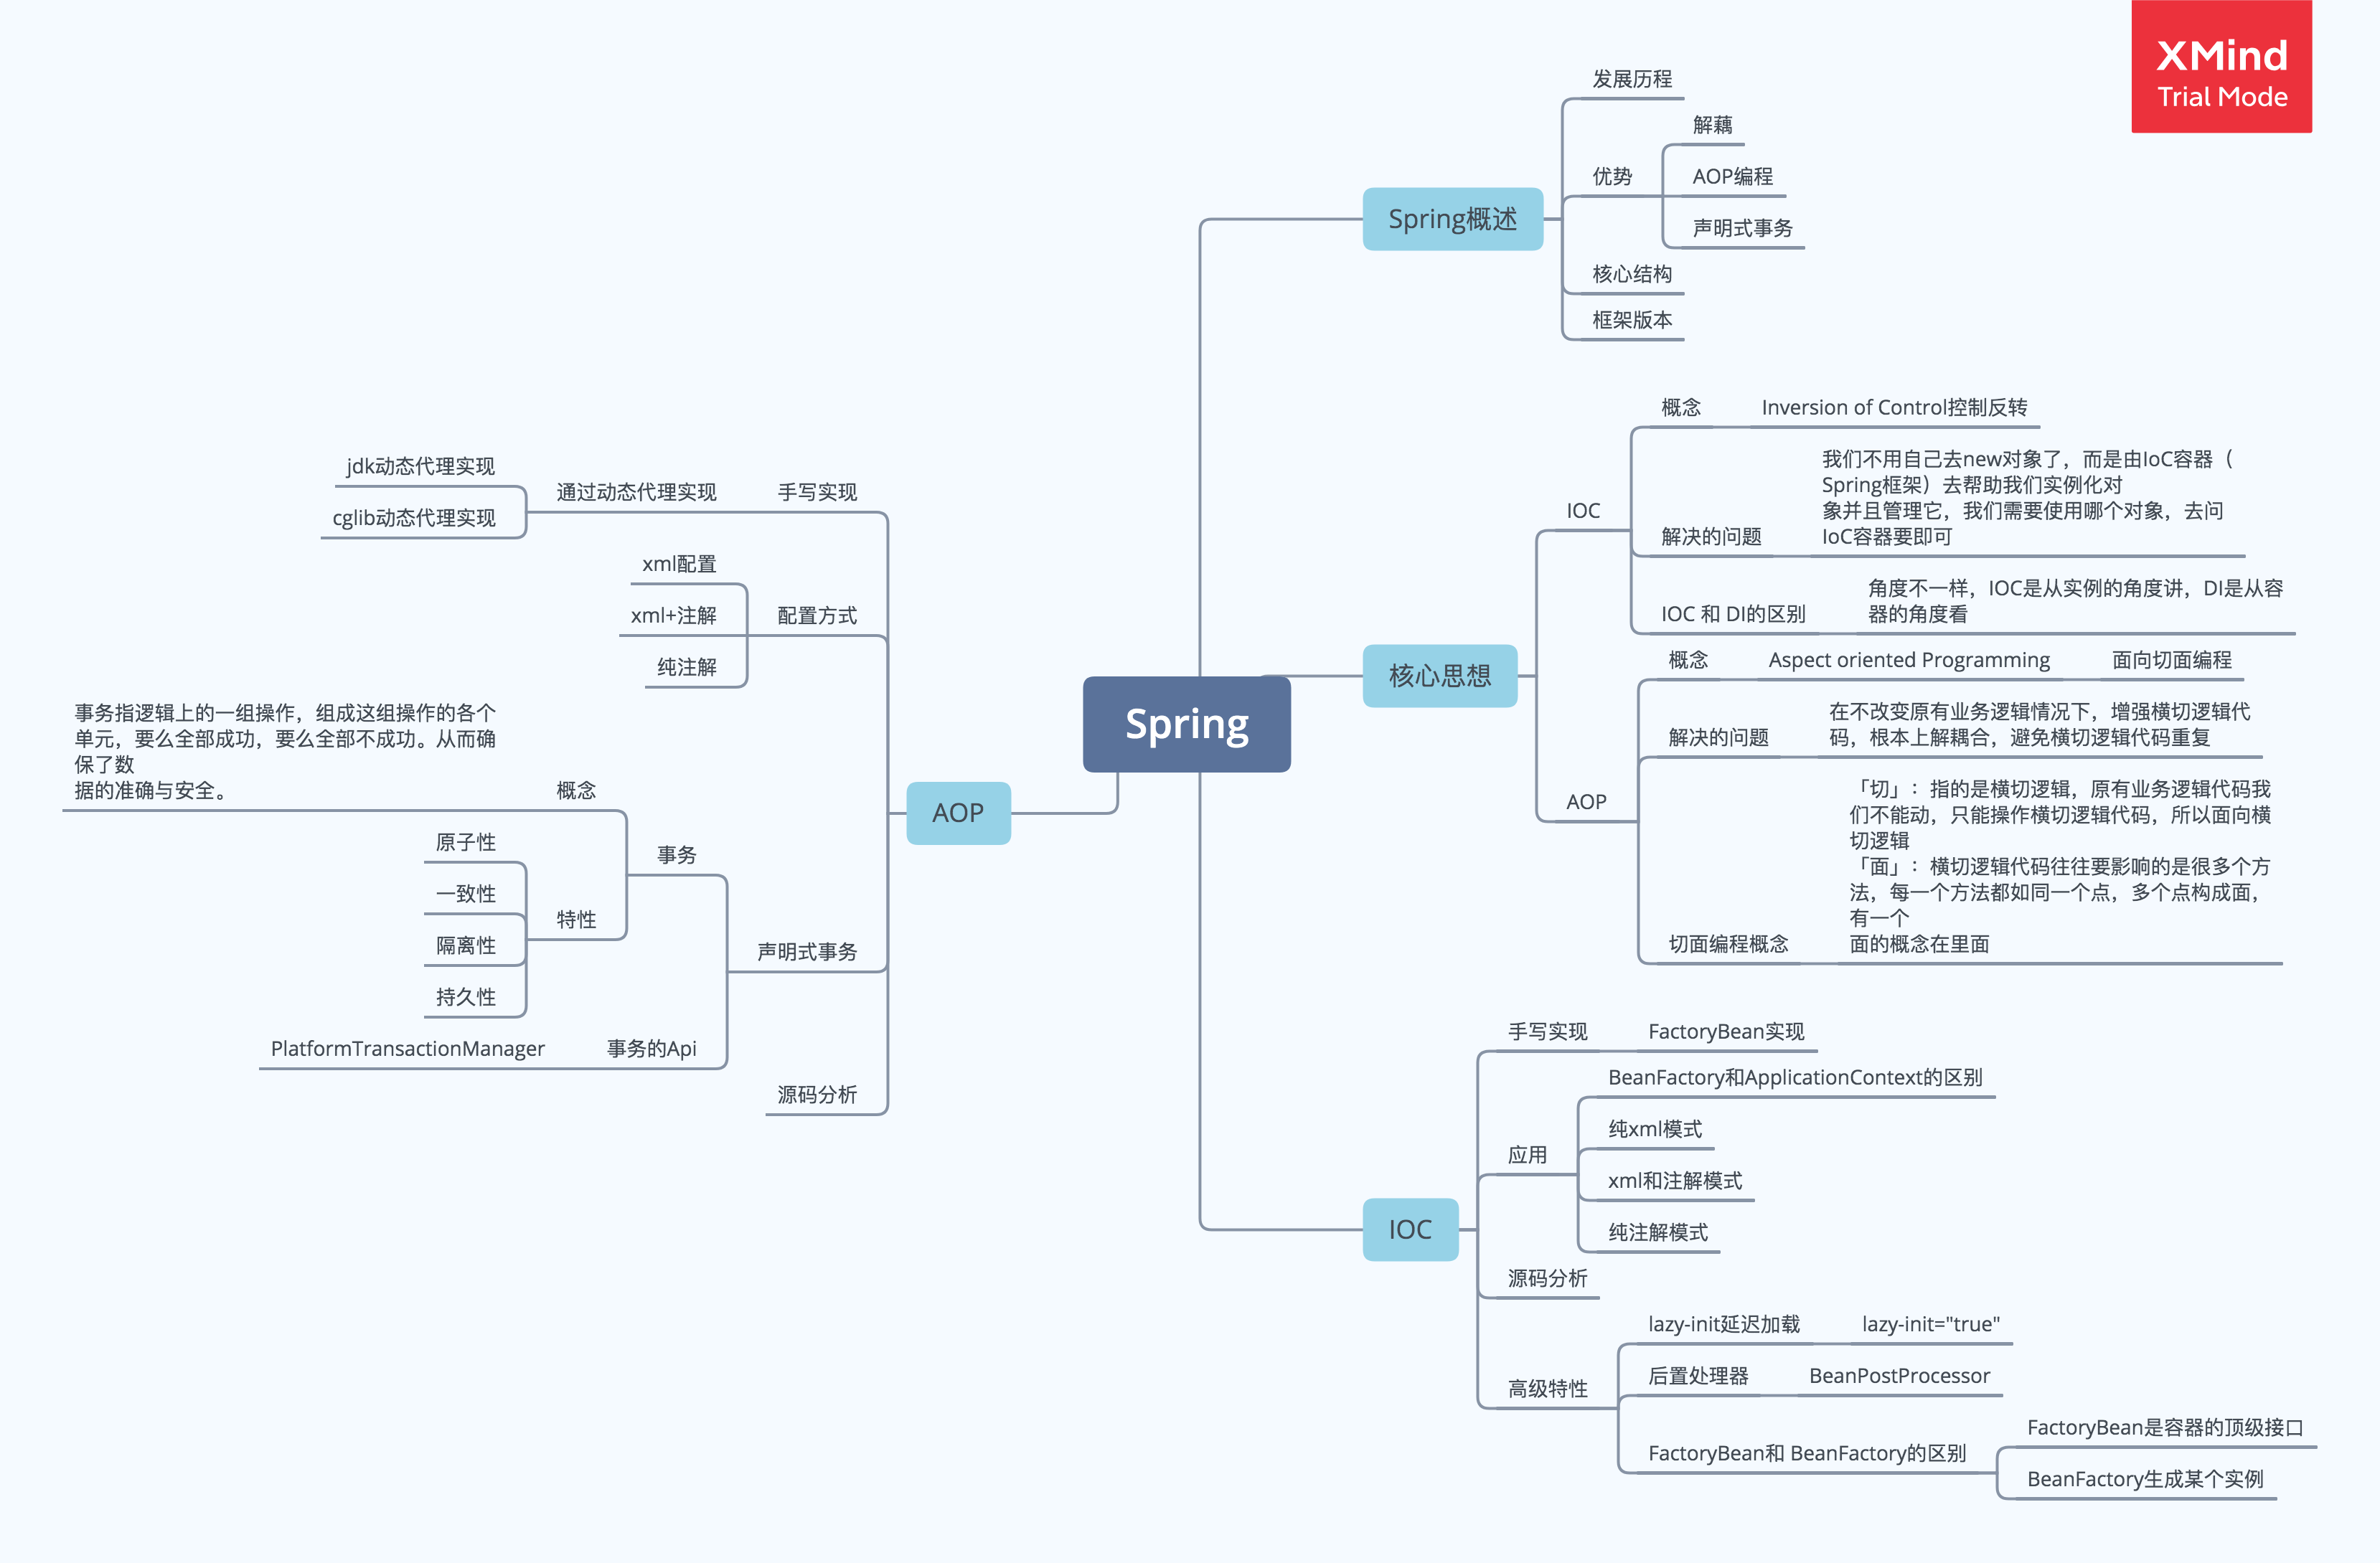 XMind
Trial Mode
Spring
Spring概述
发展历程
优势
解藕
AOP编程
声明式事务
核心结构
框架版本
核心思想
IOC
概念
Inversion of Control控制反转
解决的问题
我们不用自己去new对象了，而是由IoC容器（
Spring框架）去帮助我们实例化对
象并且管理它，我们需要使用哪个对象，去问
IoC容器要即可
IOC 和 DI的区别
角度不一样，IOC是从实例的角度讲，DI是从容
器的角度看
AOP
概念
Aspect oriented Programming
面向切面编程
解决的问题
在不改变原有业务逻辑情况下，增强横切逻辑代
码，根本上解耦合，避免横切逻辑代码重复
切面编程概念
「切」：指的是横切逻辑，原有业务逻辑代码我
们不能动，只能操作横切逻辑代码，所以面向横
切逻辑
「面」：横切逻辑代码往往要影响的是很多个方
法，每一个方法都如同一个点，多个点构成面，
有一个
面的概念在里面
IOC
手写实现
FactoryBean实现
应用
BeanFactory和ApplicationContext的区别
纯xml模式
xml和注解模式
纯注解模式
源码分析
高级特性
lazy-init延迟加载
lazy-init="true"
后置处理器
BeanPostProcessor
FactoryBean和 BeanFactory的区别
FactoryBean是容器的顶级接口
BeanFactory生成某个实例
AOP
手写实现
通过动态代理实现
jdk动态代理实现
cglib动态代理实现
配置方式
xml配置
xml+注解
纯注解
声明式事务
事务
概念
事务指逻辑上的一组操作，组成这组操作的各个
单元，要么全部成功，要么全部不成功。从而确
保了数
据的准确与安全。
特性
原子性
一致性
隔离性
持久性
事务的Api
PlatformTransactionManager
源码分析